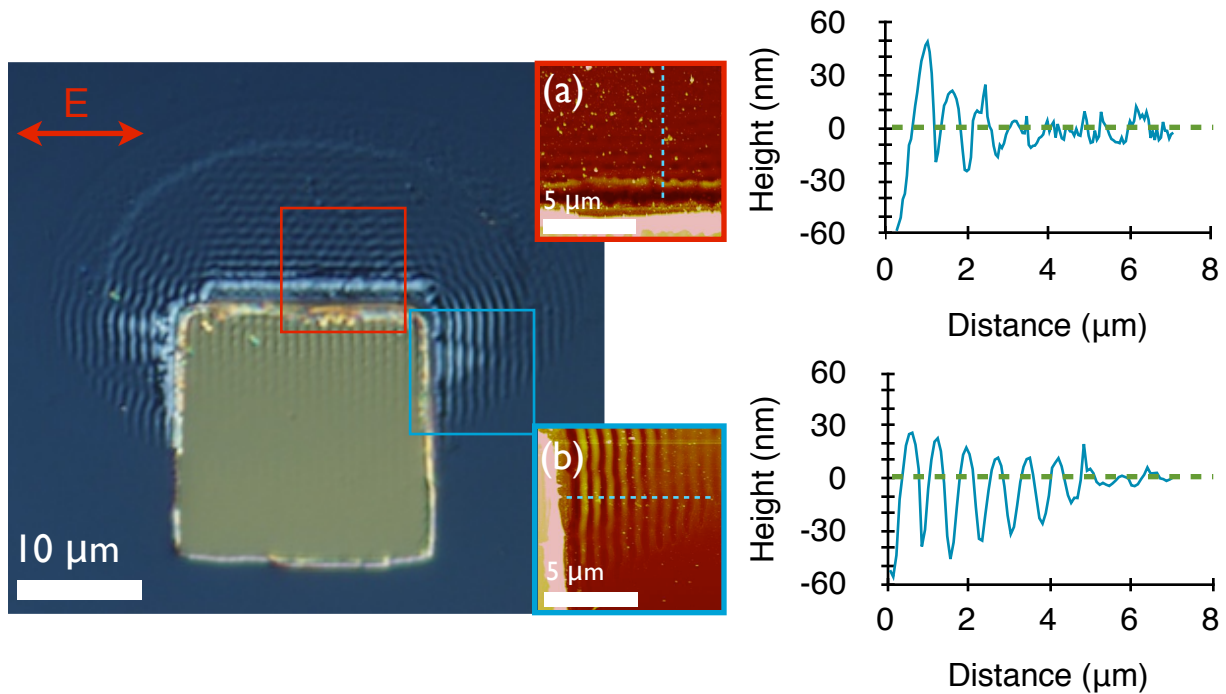 E
10 µm
(a)
5 µm
(b)
5 µm
60
30
0
-30
-60
0 2 4 6 8
Height (nm)
Distance (µm)
60
30
0
-30
-60
0 2 4 6 8
Height (nm)
Distance (µm)